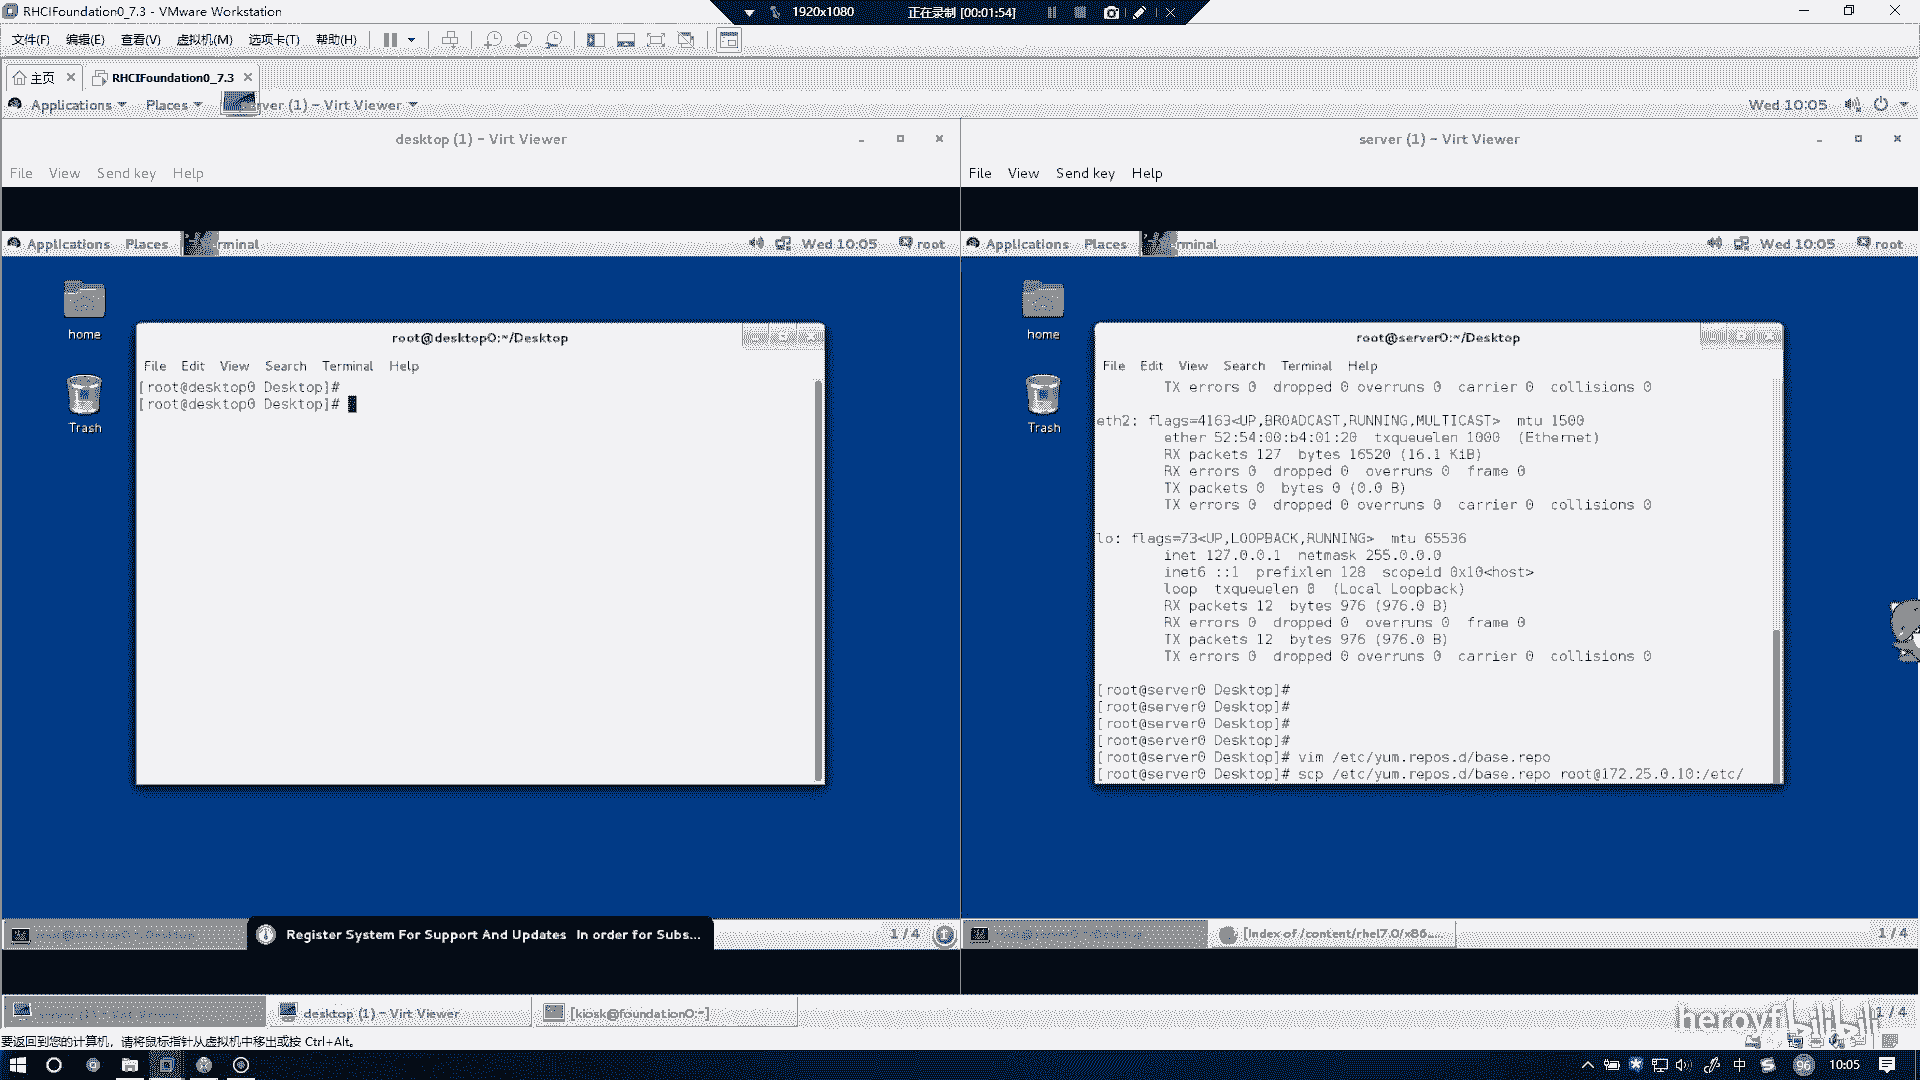 RHCIFoundation0_7.3 - VMware Workstation
1920x1080
正在录制 [00:01:54]
文件(F) 编辑(E) 查看(V) 虚拟机(M) 选项卡(T) 帮助(H)
主页
RHCIFoundation0_7.3
Applications Places
(1) - Virt Viewer
Wed 10:05
desktop (1) - Virt Viewer
File View Send key Help
Applications Places
Wed 10:05 root
home
Trash
root@desktop0:~/Desktop
File Edit View Search Terminal Help
[root@desktop0 Desktop]#
[root@desktop0 Desktop]#
Register System For Support And Updates In order for Subs...
1 / 4
server (1) - Virt Viewer
File View Send key Help
Applications Places
Wed 10:05 root
home
Trash
root@server0:~/Desktop
File Edit View Search Terminal Help
TX errors 0 dropped 0 overruns 0 carrier 0 collisions 0
eth2: flags=4163<UP,BROADCAST,RUNNING,MULTICAST> mtu 1500
ether 52:54:00:b4:01:20 txqueuelen 1000 (Ethernet)
RX packets 127 bytes 16520 (16.1 KiB)
RX errors 0 dropped 0 overruns 0 frame 0
TX packets 0 bytes 0 (0.0 B)
TX errors 0 dropped 0 overruns 0 carrier 0 collisions 0
lo: flags=73<UP,LOOPBACK,RUNNING> mtu 65536
inet 127.0.0.1 netmask 255.0.0.0
inet6 ::1 prefixlen 128 scopeid 0x10<host>
loop txqueuelen 0 (Local Loopback)
RX packets 12 bytes 976 (976.0 B)
RX errors 0 dropped 0 overruns 0 frame 0
TX packets 12 bytes 976 (976.0 B)
TX errors 0 dropped 0 overruns 0 carrier 0 collisions 0
[root@server0 Desktop]#
[root@server0 Desktop]#
[root@server0 Desktop]#
[root@server0 Desktop]#
[root@server0 Desktop]# vim /etc/yum.repos.d/base.repo
[root@server0 Desktop]# scp /etc/yum.repos.d/base.repo root@172.25.0.10:/etc/
[Index of /content/rhel7.0/x86_...
1 / 4
desktop (1) - Virt Viewer
[kiosk@foundation0:~]
1 / 4
heroyf bilibili
要返回到您的计算机，请将鼠标指针从虚拟机中移出或按 Ctrl+Alt。
中
96
10:05